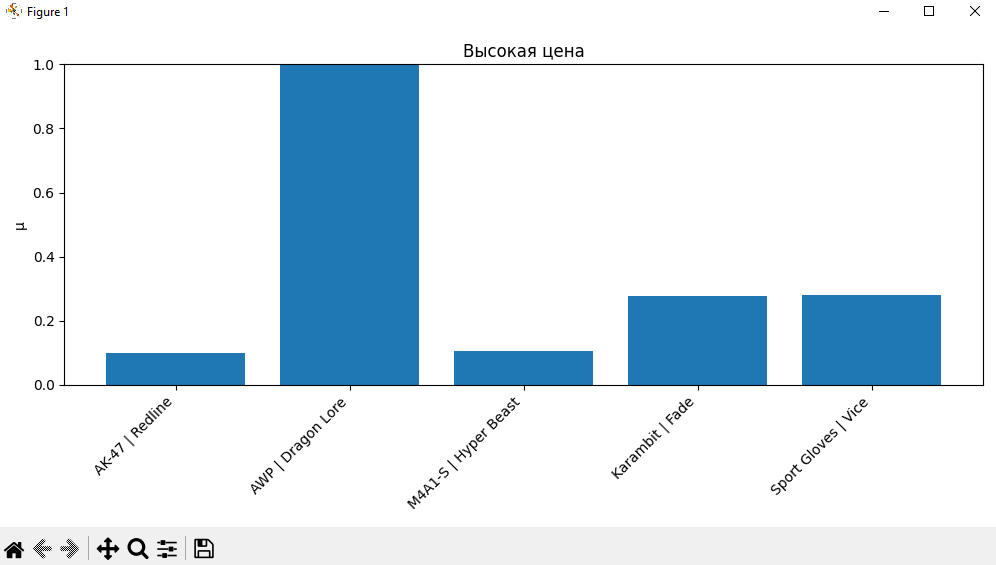 Figure 1
Высокая цена
1.0
0.8
0.6
0.4
0.2
0.0
μ
AK-47 | Redline
AWP | Dragon Lore
M4A1-S | Hyper Beast
Karambit | Fade
Sport Gloves | Vice